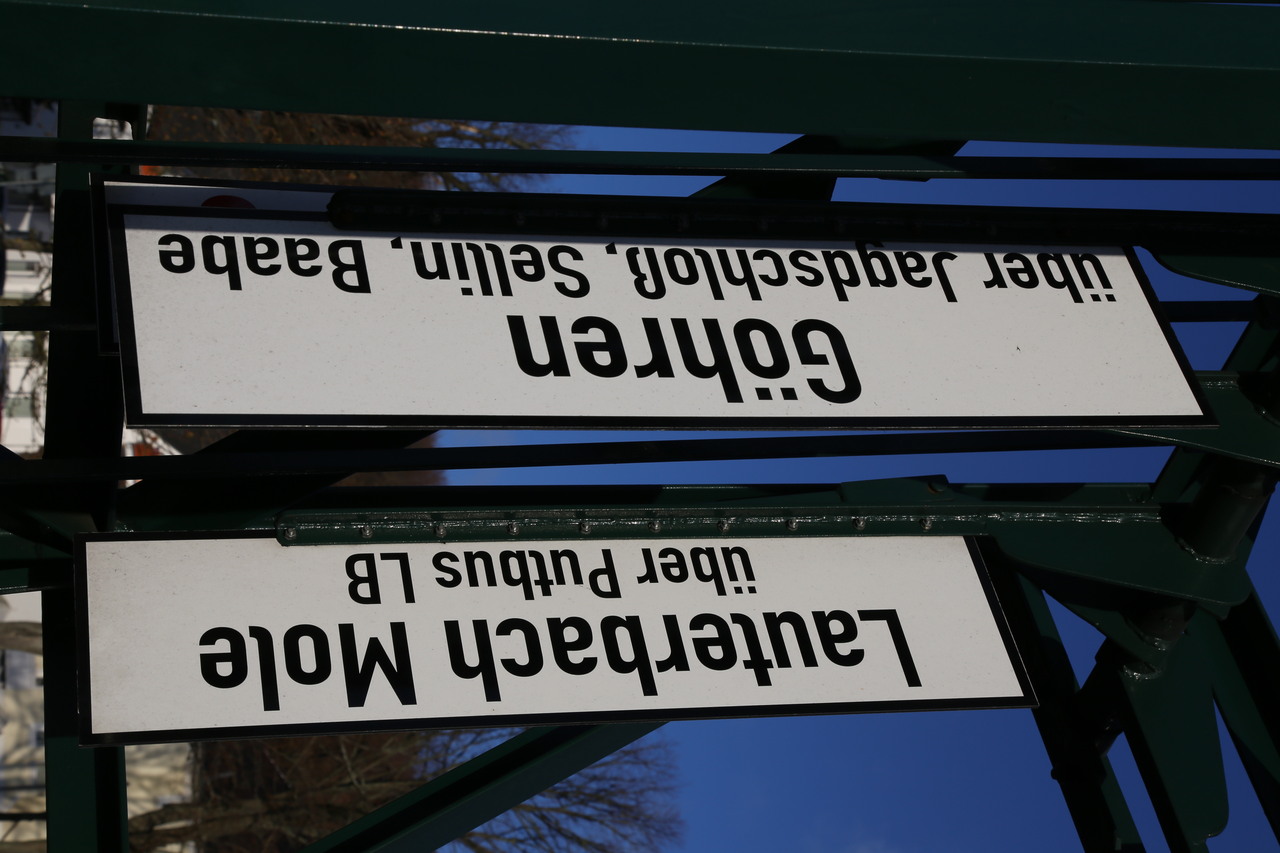 Lauterbach Mole
über Putbus LB
Göhren
über Jagdschloß, Sellin, Baabe